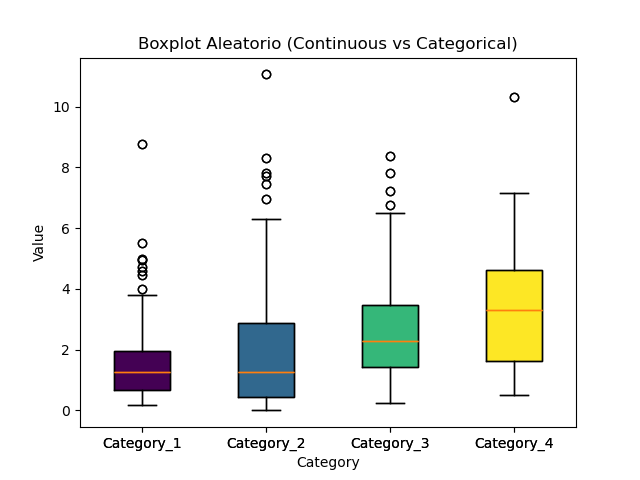 Boxplot Aleatorio (Continuous vs Categorical)
10
8
6
4
2
0
Value
Category_1 Category_2 Category_3 Category_4
Category